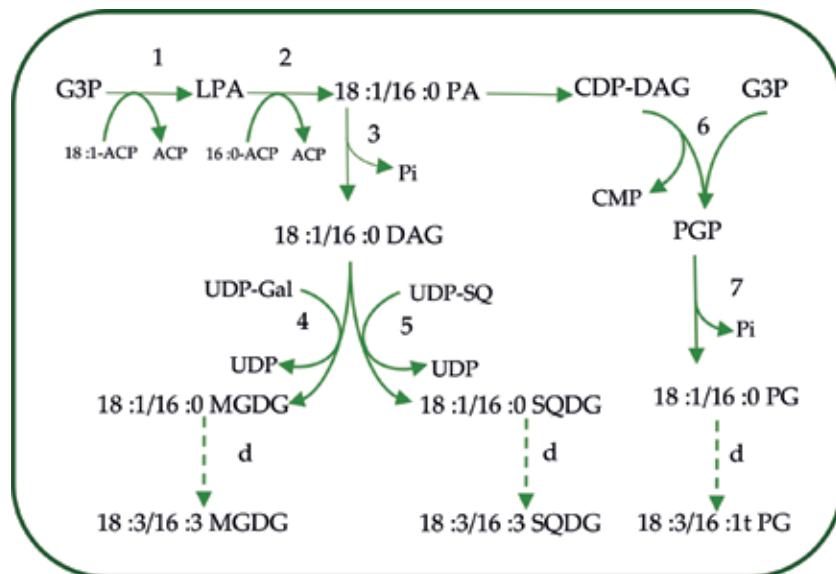 1 2
G3P LPA 18 :1/16 :0 PA CDP-DAG G3P
18 :1-ACP ACP 16 :0-ACP ACP 3 6
Pi
CMP
18 :1/16 :0 DAG PGP
UDP-Gal UDP-SQ 7
4 5 Pi
UDP UDP
18 :1/16 :0 MGDG 18 :1/16 :0 SQDG 18 :1/16 :0 PG
d d d
18 :3/16 :3 MGDG 18 :3/16 :3 SQDG 18 :3/16 :1t PG